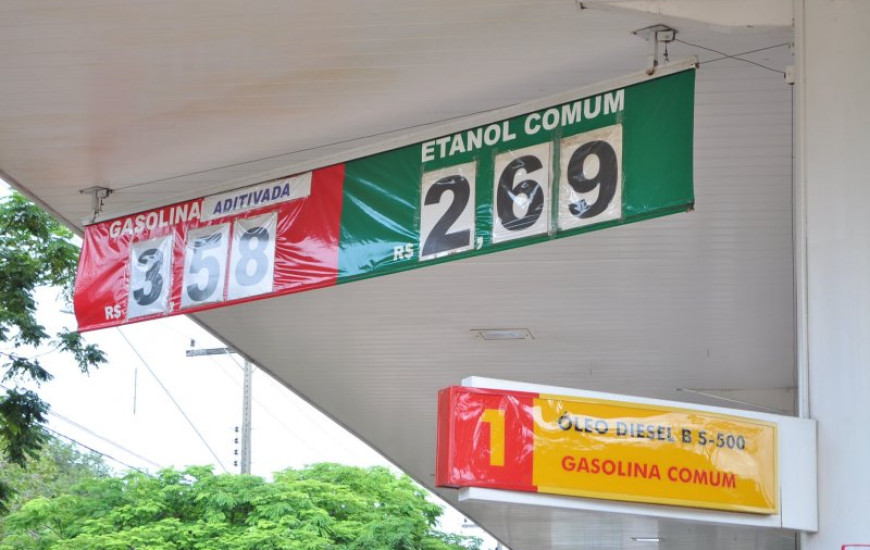 GASOLINA ADITIVADA
R$ 3,58
ETANOL COMUM
R$ 2,69
1
ÓLEO DIESEL B S-500
GASOLINA COMUM